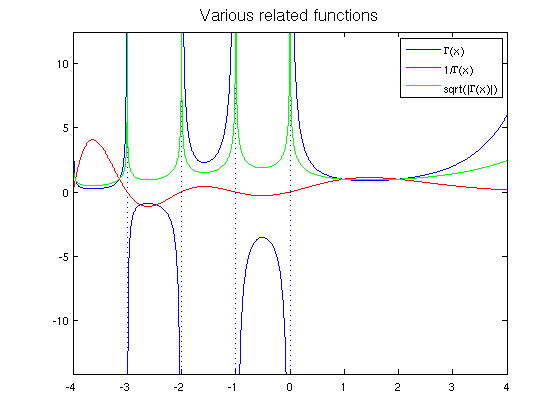 Various related functions
Γ(x)
1/Γ(x)
sqrt(|Γ(x)|)
10
5
0
-5
-10
-4 -3 -2 -1 0 1 2 3 4